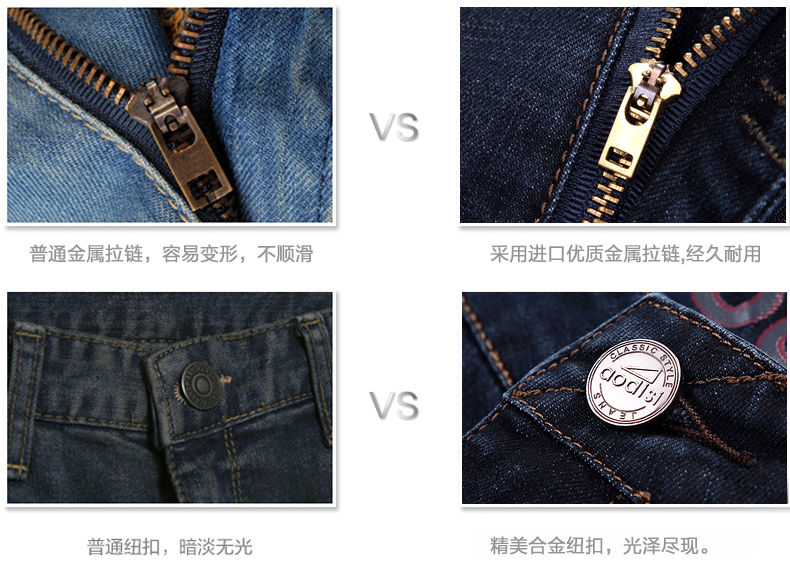 VS
普通金属拉链，容易变形，不顺滑
采用进口优质金属拉链,经久耐用
VS
CLASSIC STYLE
aodisi
JEANS
普通纽扣，暗淡无光
精美合金纽扣，光泽尽现。